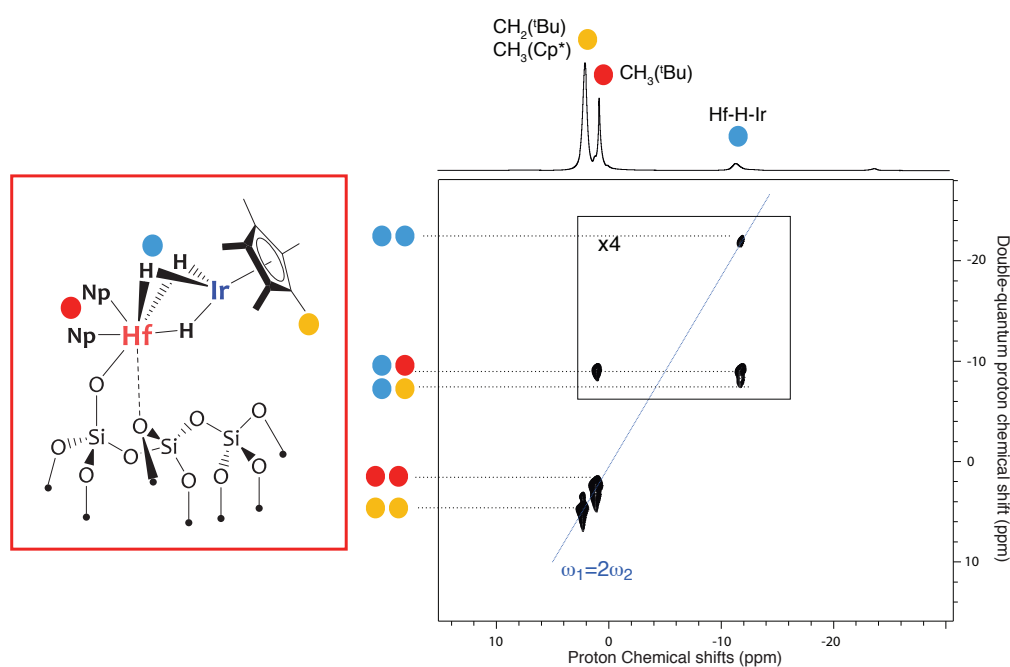 CH₂(ᵗBu)
CH₃(Cp*)
CH₃(ᵗBu)
Hf-H-Ir
x4
ω₁=2ω₂
-20
-10
0
10
Double-quantum proton chemical shift (ppm)
10
0
-10
-20
Proton Chemical shifts (ppm)
H
H
Ir
Np
Np
Hf
H
O
O
O
O
Si
Si
Si
O
O
O
O
O
O